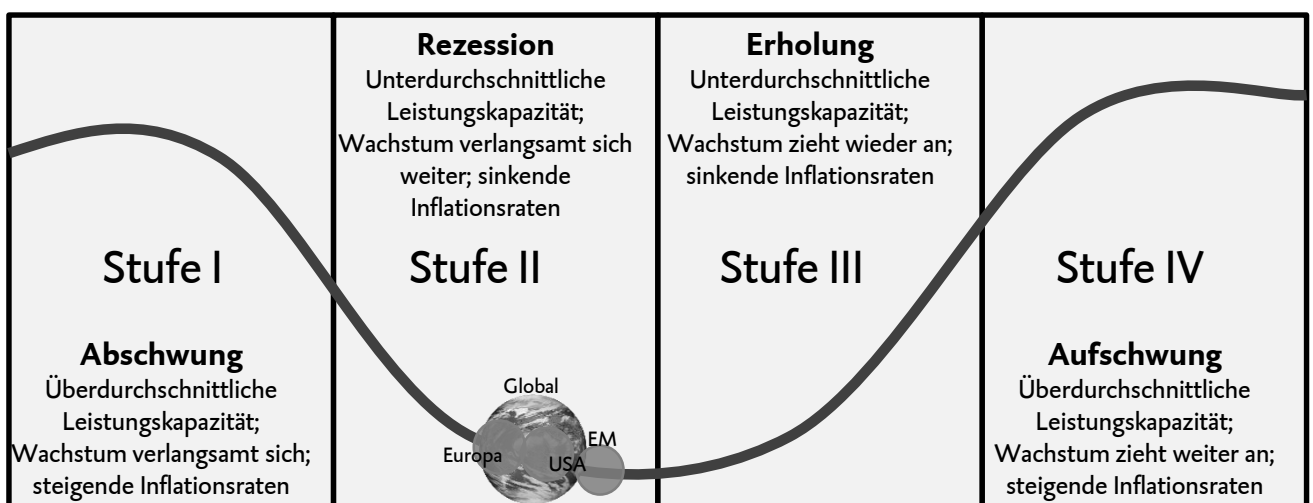 Stufe I
Abschwung
Überdurchschnittliche
Leistungskapazität;
Wachstum verlangsamt sich;
steigende Inflationsraten
Rezession
Unterdurchschnittliche
Leistungskapazität;
Wachstum verlangsamt sich
weiter; sinkende
Inflationsraten
Stufe II
Global
Europa
USA
EM
Erholung
Unterdurchschnittliche
Leistungskapazität;
Wachstum zieht wieder an;
sinkende Inflationsraten
Stufe III
Stufe IV
Aufschwung
Überdurchschnittliche
Leistungskapazität;
Wachstum zieht weiter an;
steigende Inflationsraten